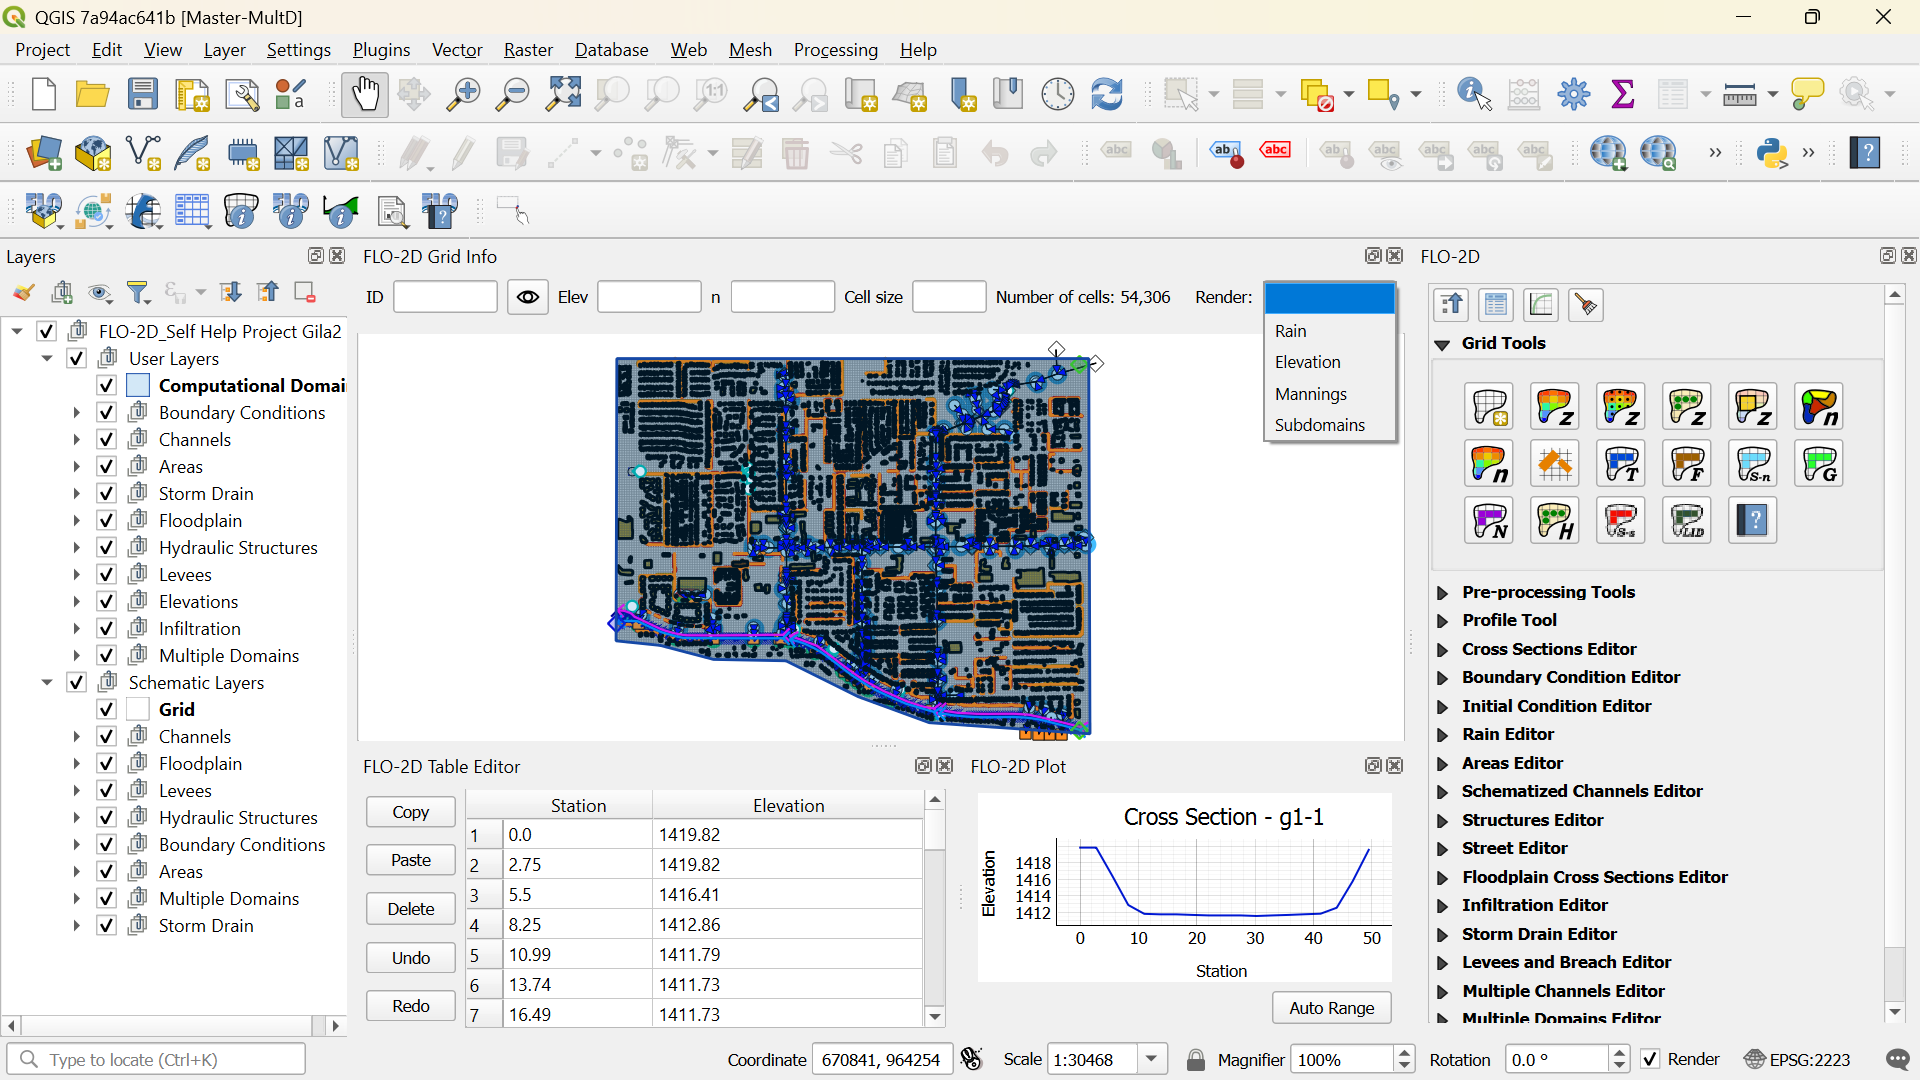 QGIS 7a94ac641b [Master-MultD]
Project Edit View Layer Settings Plugins Vector Raster Database Web Mesh Processing Help
Layers
FLO-2D Grid Info
FLO-2D
ID Elev n Cell size Number of cells: 54,306 Render:
Rain
Elevation
Mannings
Subdomains
FLO-2D_Self Help Project Gila2
User Layers
Computational Domai
Boundary Conditions
Channels
Areas
Storm Drain
Floodplain
Hydraulic Structures
Levees
Elevations
Infiltration
Multiple Domains
Schematic Layers
Grid
Channels
Floodplain
Levees
Hydraulic Structures
Boundary Conditions
Areas
Multiple Domains
Storm Drain
Grid Tools
Pre-processing Tools
Profile Tool
Cross Sections Editor
Boundary Condition Editor
Initial Condition Editor
Rain Editor
Areas Editor
Schematized Channels Editor
Structures Editor
Street Editor
Floodplain Cross Sections Editor
Infiltration Editor
Storm Drain Editor
Levees and Breach Editor
Multiple Channels Editor
Multiple Domains Editor
FLO-2D Table Editor
Copy
Paste
Delete
Undo
Redo
Station Elevation
1 0.0 1419.82
2 2.75 1419.82
3 5.5 1416.41
4 8.25 1412.86
5 10.99 1411.79
6 13.74 1411.73
7 16.49 1411.73
FLO-2D Plot
Cross Section - g1-1
Elevation
1418
1416
1414
1412
0 10 20 30 40 50
Station
Auto Range
Type to locate (Ctrl+K)
Coordinate 670841, 964254 Scale 1:30468 Magnifier 100% Rotation 0.0 ° Render EPSG:2223